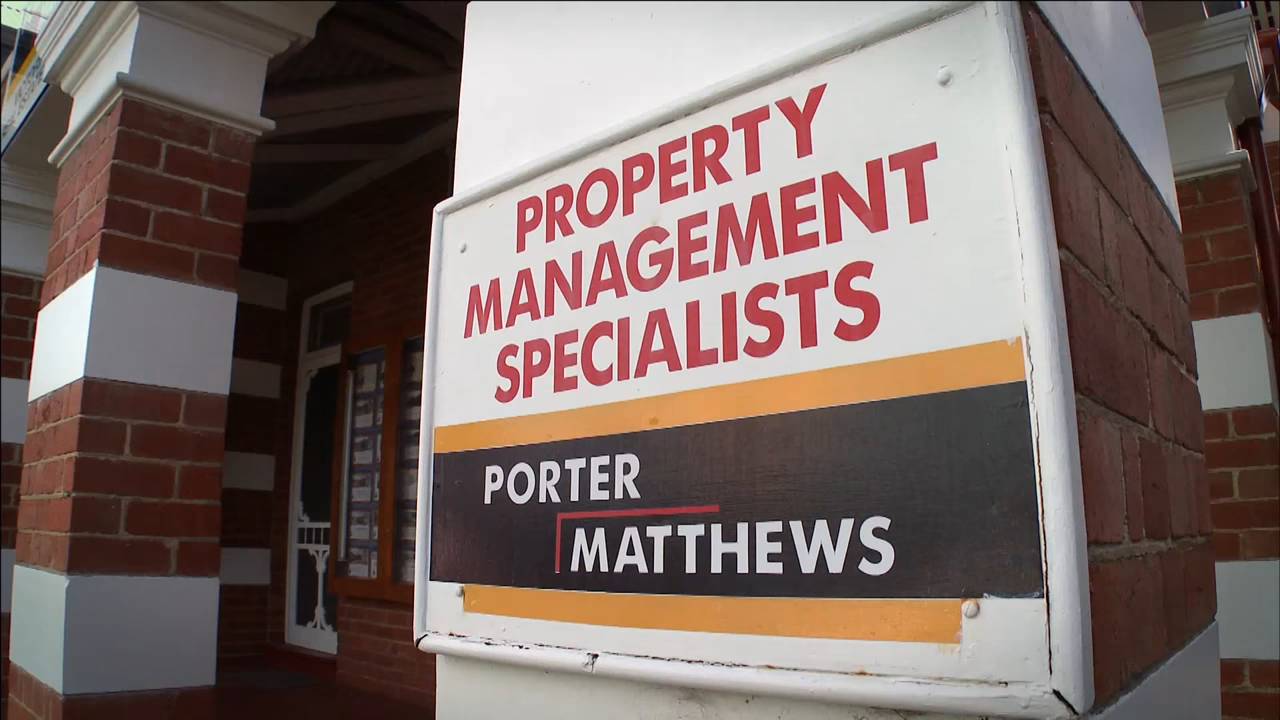 PROPERTY
MANAGEMENT
SPECIALISTS
PORTER
MATTHEWS